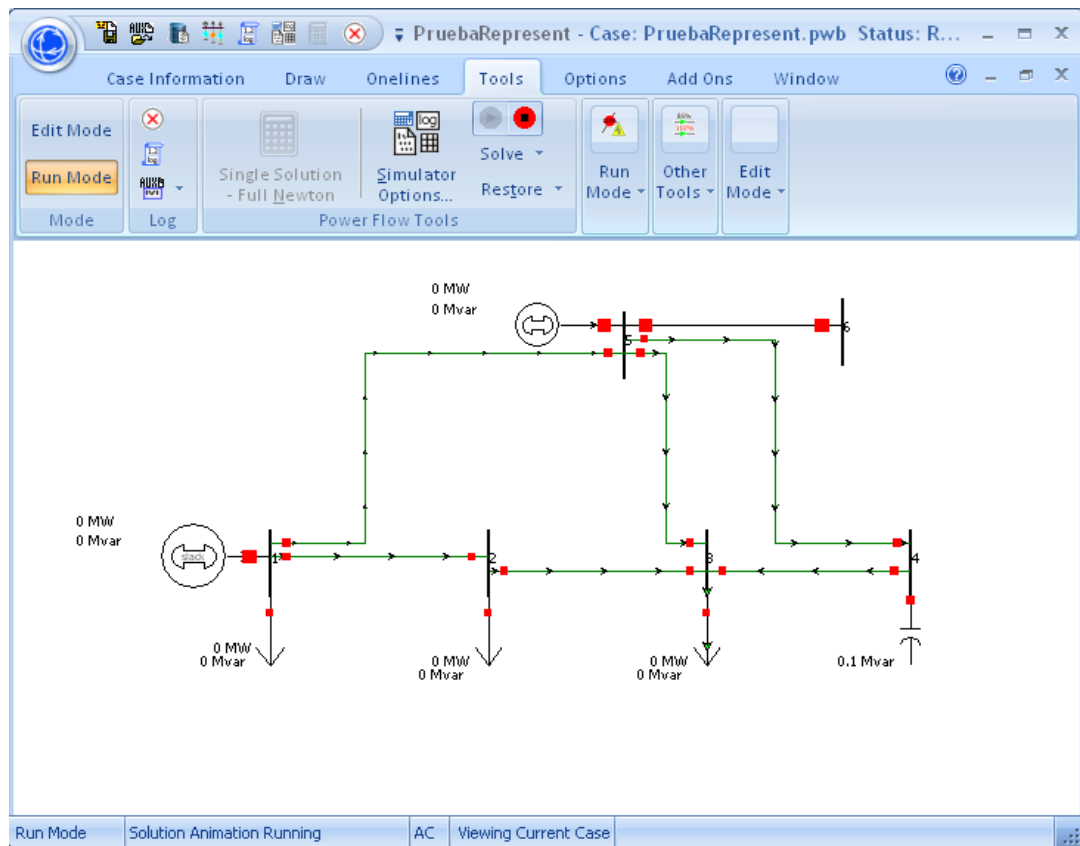 PruebaRepresent - Case: PruebaRepresent.pwb Status: R...
Case Information Draw Onelines Tools Options Add Ons Window
Edit Mode
Run Mode
Mode
Log
Single Solution
- Full Newton
Simulator
Options...
Solve
Restore
Power Flow Tools
Run
Mode
Other
Tools
Edit
Mode
0 MW
0 Mvar
5
6
0 MW
0 Mvar
slack
1
2
3
4
0 MW
0 Mvar
0 MW
0 Mvar
0 MW
0 Mvar
0.1 Mvar
Run Mode Solution Animation Running AC Viewing Current Case